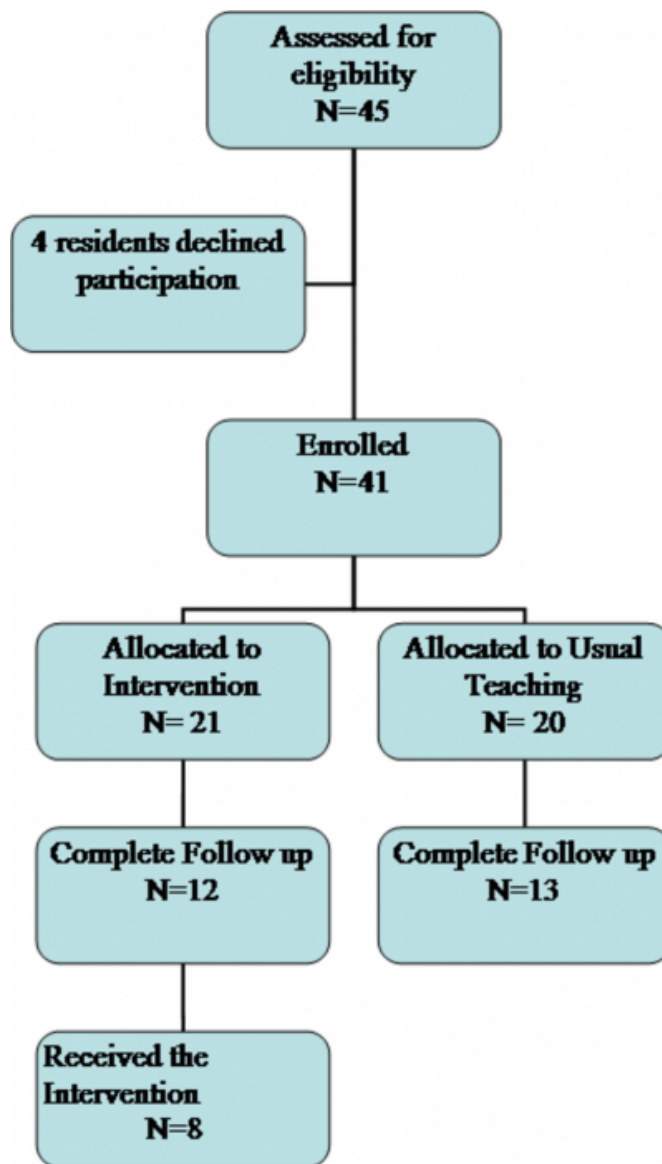 Assessed for
eligibility
N=45
4 residents declined
participation
Enrolled
N=41
Allocated to
Intervention
N= 21
Allocated to Usual
Teaching
N= 20
Complete Follow up
N=12
Complete Follow up
N=13
Received the
Intervention
N=8